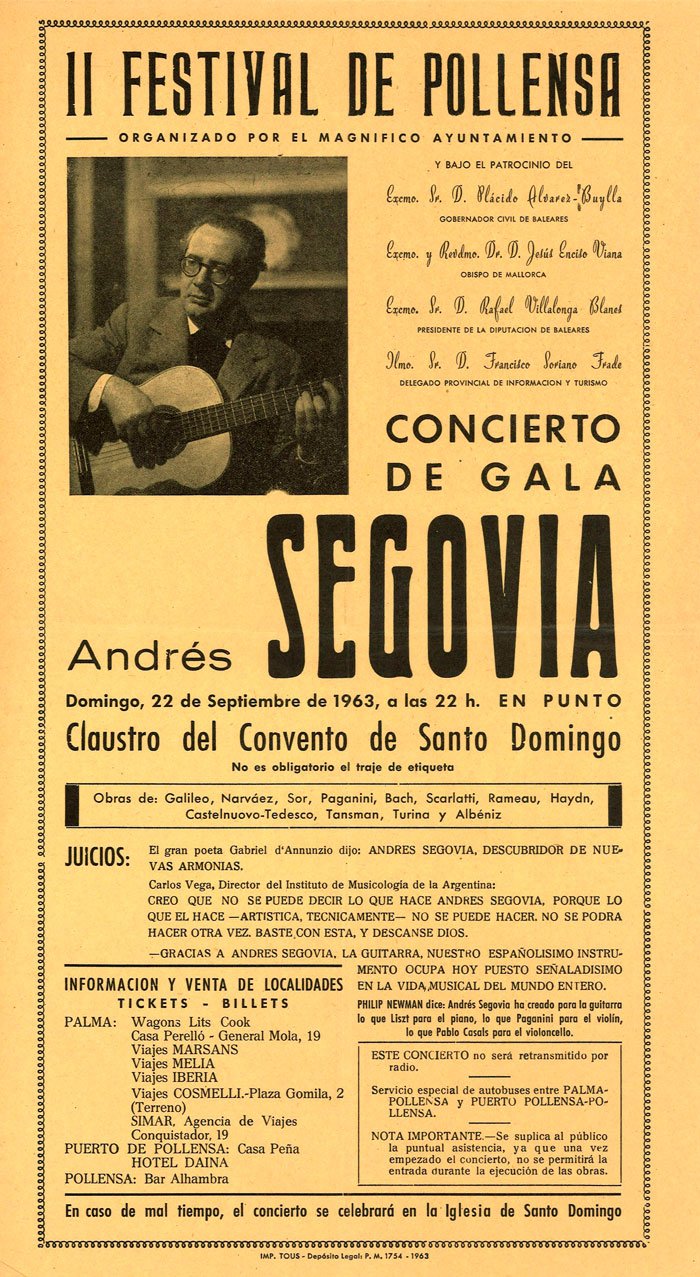 II FESTIVAL DE POLLENSA
ORGANIZADO POR EL MAGNIFICO AYUNTAMIENTO
Y BAJO EL PATROCINIO DEL
Excmo. Sr. D. Plácido Alvarez-Buylla
GOBERNADOR CIVIL DE BALEARES
Excmo. y Revdmo. Dr. D. Jesús Enciso Viana
OBISPO DE MALLORCA
Excmo. Sr. D. Rafael Villalonga Blanes
PRESIDENTE DE LA DIPUTACION DE BALEARES
Ilmo. Sr. D. Francisco Soriano Frade
DELEGADO PROVINCIAL DE INFORMACION Y TURISMO
CONCIERTO
DE GALA
Andrés SEGOVIA
Domingo, 22 de Septiembre de 1963, a las 22 h. EN PUNTO
Claustro del Convento de Santo Domingo
No es obligatorio el traje de etiqueta
Obras de: Galileo, Narváez, Sor, Paganini, Bach, Scarlatti, Rameau, Haydn,
Castelnuovo-Tedesco, Tansman, Turina y Albéniz
JUICIOS: El gran poeta Gabriel d'Annunzio dijo: ANDRES SEGOVIA, DESCUBRIDOR DE NUE-
VAS ARMONIAS.
Carlos Vega, Director del Instituto de Musicología de la Argentina:
CREO QUE NO SE PUEDE DECIR LO QUE HACE ANDRES SEGOVIA, PORQUE LO
QUE EL HACE —ARTISTICA, TECNICAMENTE— NO SE PUEDE HACER. NO SE PODRA
HACER OTRA VEZ. BASTE CON ESTA, Y DESCANSE DIOS.
—GRACIAS A ANDRES SEGOVIA, LA GUITARRA, NUESTRO ESPAÑOLISIMO INSTRU-
MENTO OCUPA HOY PUESTO SEÑALADISIMO
EN LA VIDA MUSICAL DEL MUNDO ENTERO.
PHILIP NEWMAN dice: Andrés Segovia ha creado para la guitarra
lo que Liszt para el piano, lo que Paganini para el violín,
lo que Pablo Casals para el violoncello.
INFORMACION Y VENTA DE LOCALIDADES
TICKETS - BILLETS
PALMA: Wagons Lits Cook
Casa Perelló - General Mola, 19
Viajes MARSANS
Viajes MELIA
Viajes IBERIA
Viajes COSMELLI.-Plaza Gomila, 2
(Terreno)
SIMAR, Agencia de Viajes
Conquistador, 19
PUERTO DE POLLENSA: Casa Peña
HOTEL DAINA
POLLENSA: Bar Alhambra
ESTE CONCIERTO no será retransmitido por
radio.
Servicio especial de autobuses entre PALMA-
POLLENSA y PUERTO POLLENSA-PO-
LLENSA.
NOTA IMPORTANTE.—Se suplica al público
la puntual asistencia, ya que una vez
empezado el concierto, no se permitirá la
entrada durante la ejecución de las obras.
En caso de mal tiempo, el concierto se celebrará en la Iglesia de Santo Domingo
IMP. TOUS - Depósito Legal: P. M. 1754 - 1963